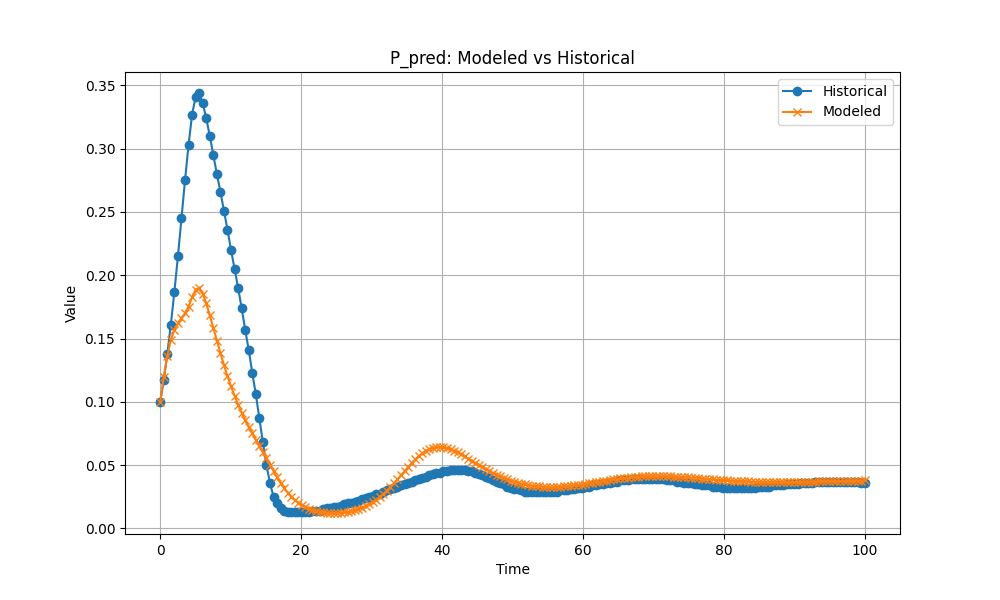 P_pred: Modeled vs Historical
Historical
Modeled
Value
0.35
0.30
0.25
0.20
0.15
0.10
0.05
0.00
0 20 40 60 80 100
Time